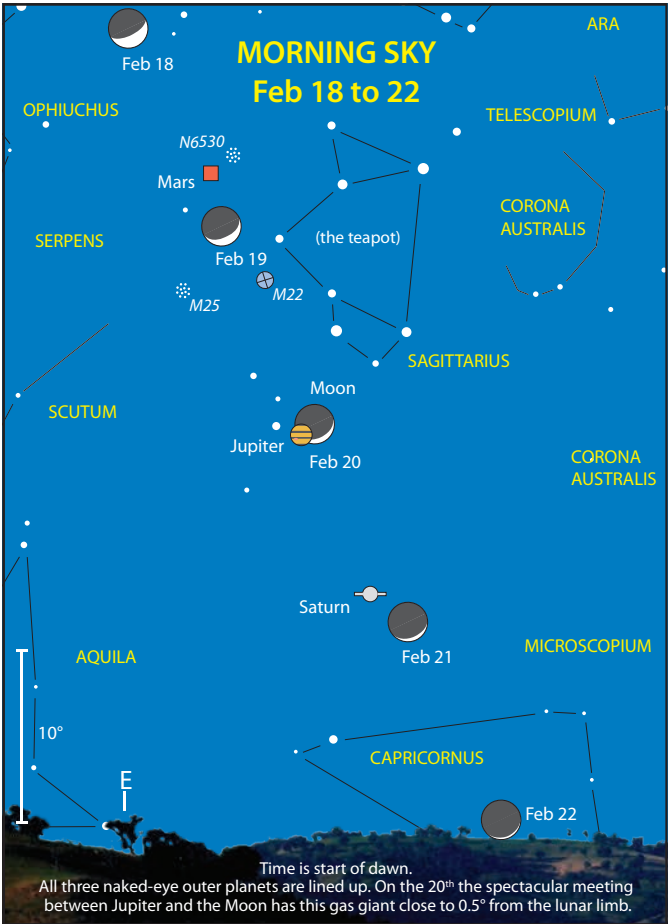 ARA
MORNING SKY
Feb 18 to 22
Feb 18
OPHIUCHUS
TELESCOPIUM
N6530
Mars
CORONA
AUSTRALIS
SERPENS
(the teapot)
Feb 19
M22
M25
SAGITTARIUS
Moon
SCUTUM
Jupiter
Feb 20
CORONA
AUSTRALIS
Saturn
Feb 21
MICROSCOPIUM
AQUILA
10°
CAPRICORNUS
E
Feb 22
Time is start of dawn.
All three naked-eye outer planets are lined up. On the 20th the spectacular meeting
between Jupiter and the Moon has this gas giant close to 0.5° from the lunar limb.